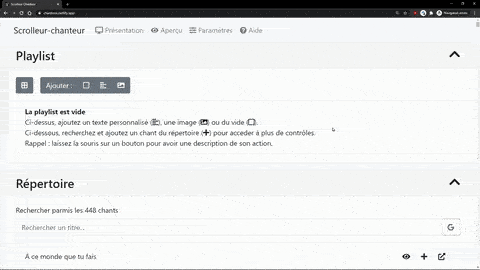 Scrolleur Chanteur
Scrolleur-chanteur Présentation Aperçu Paramètres Aide
Playlist
Ajouter :
La playlist est vide
Ci-dessus, ajoutez un texte personnalisé ( ), une image ( ) ou du vide ( ).
Ci-dessous, recherchez et ajoutez un chant du répertoire ( ) pour acceder à plus de contrôles.
Rappel : laissez la souris sur un bouton pour avoir une description de son action.
Répertoire
Rechercher parmis les 448 chants
Rechercher un titre...
G
À ce monde que tu fais